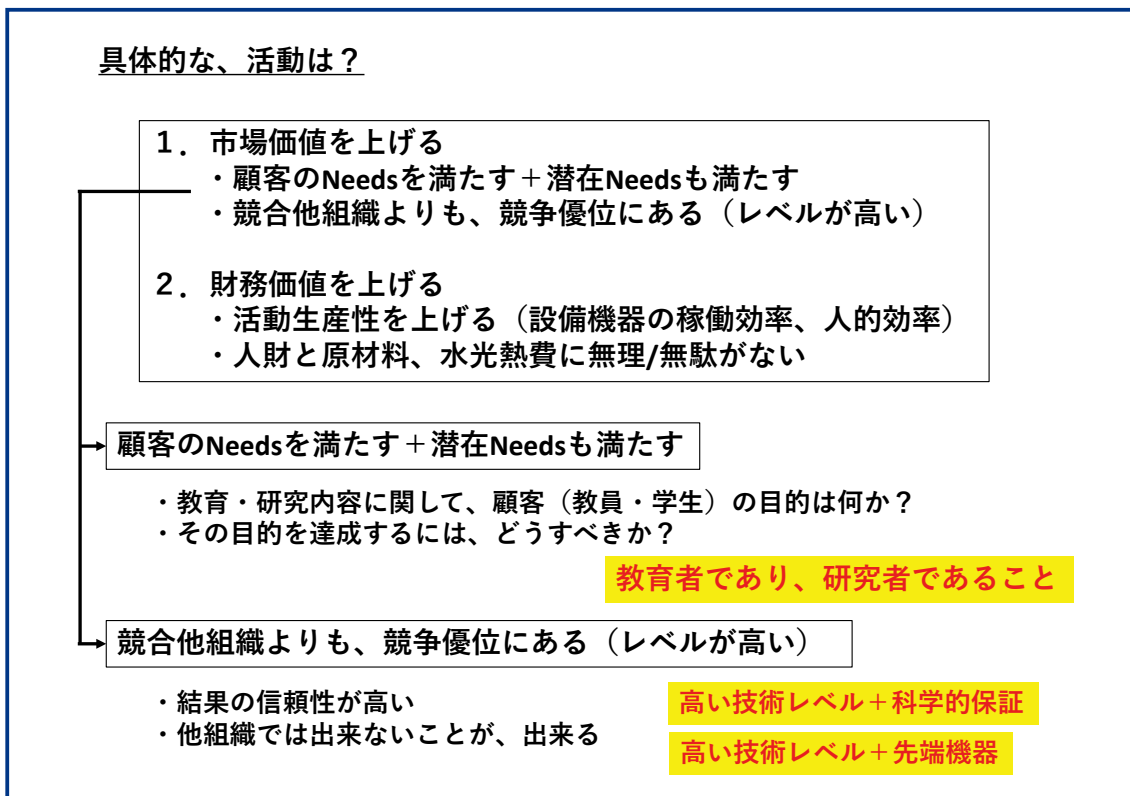 具体的な、活動は？
１．市場価値を上げる
・顧客のNeedsを満たす＋潜在Needsも満たす
・競合他組織よりも、競争優位にある（レベルが高い）
２．財務価値を上げる
・活動生産性を上げる（設備機器の稼働効率、人的効率）
・人財と原材料、水光熱費に無理/無駄がない
顧客のNeedsを満たす＋潜在Needsも満たす
・教育・研究内容に関して、顧客（教員・学生）の目的は何か？
・その目的を達成するには、どうすべきか？
教育者であり、研究者であること
競合他組織よりも、競争優位にある（レベルが高い）
・結果の信頼性が高い
高い技術レベル＋科学的保証
・他組織では出来ないことが、出来る
高い技術レベル＋先端機器